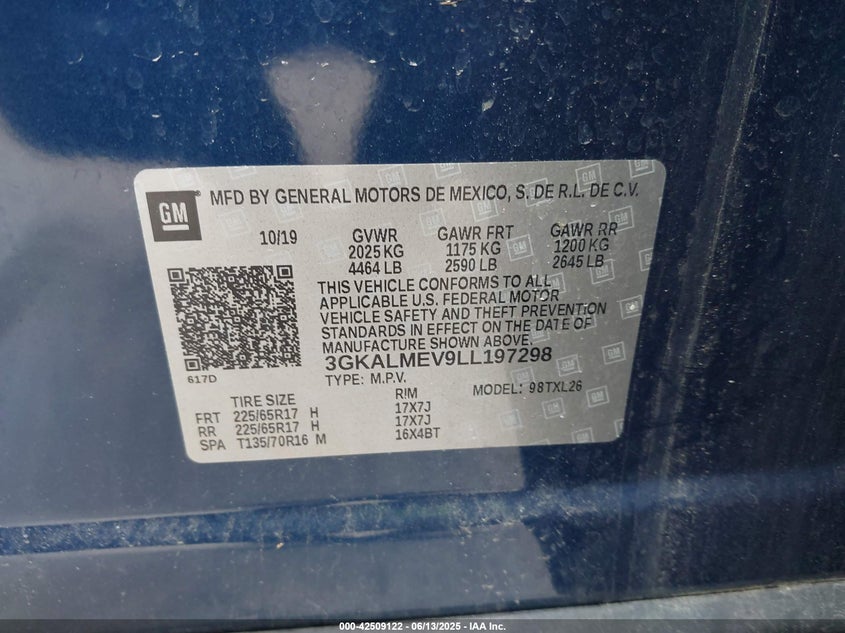 GM
MFD BY GENERAL MOTORS DE MEXICO, S. DE R.L. DE C.V.
10/19 GVWR GAWR FRT GAWR RR
2025 KG 1175 KG 1200 KG
4464 LB 2590 LB 2645 LB
THIS VEHICLE CONFORMS TO ALL
APPLICABLE U.S. FEDERAL MOTOR
VEHICLE SAFETY AND THEFT PREVENTION
STANDARDS IN EFFECT ON THE DATE OF
MANUFACTURE SHOWN ABOVE.
3GKALMEV9LL197298
617D
TYPE: M.P.V. MODEL: 98TXL26
TIRE SIZE RIM
FRT 225/65R17 H 17X7J
RR 225/65R17 H 17X7J
SPA T135/70R16 M 16X4BT
000-42509122 - 06/13/2025 - IAA Inc.